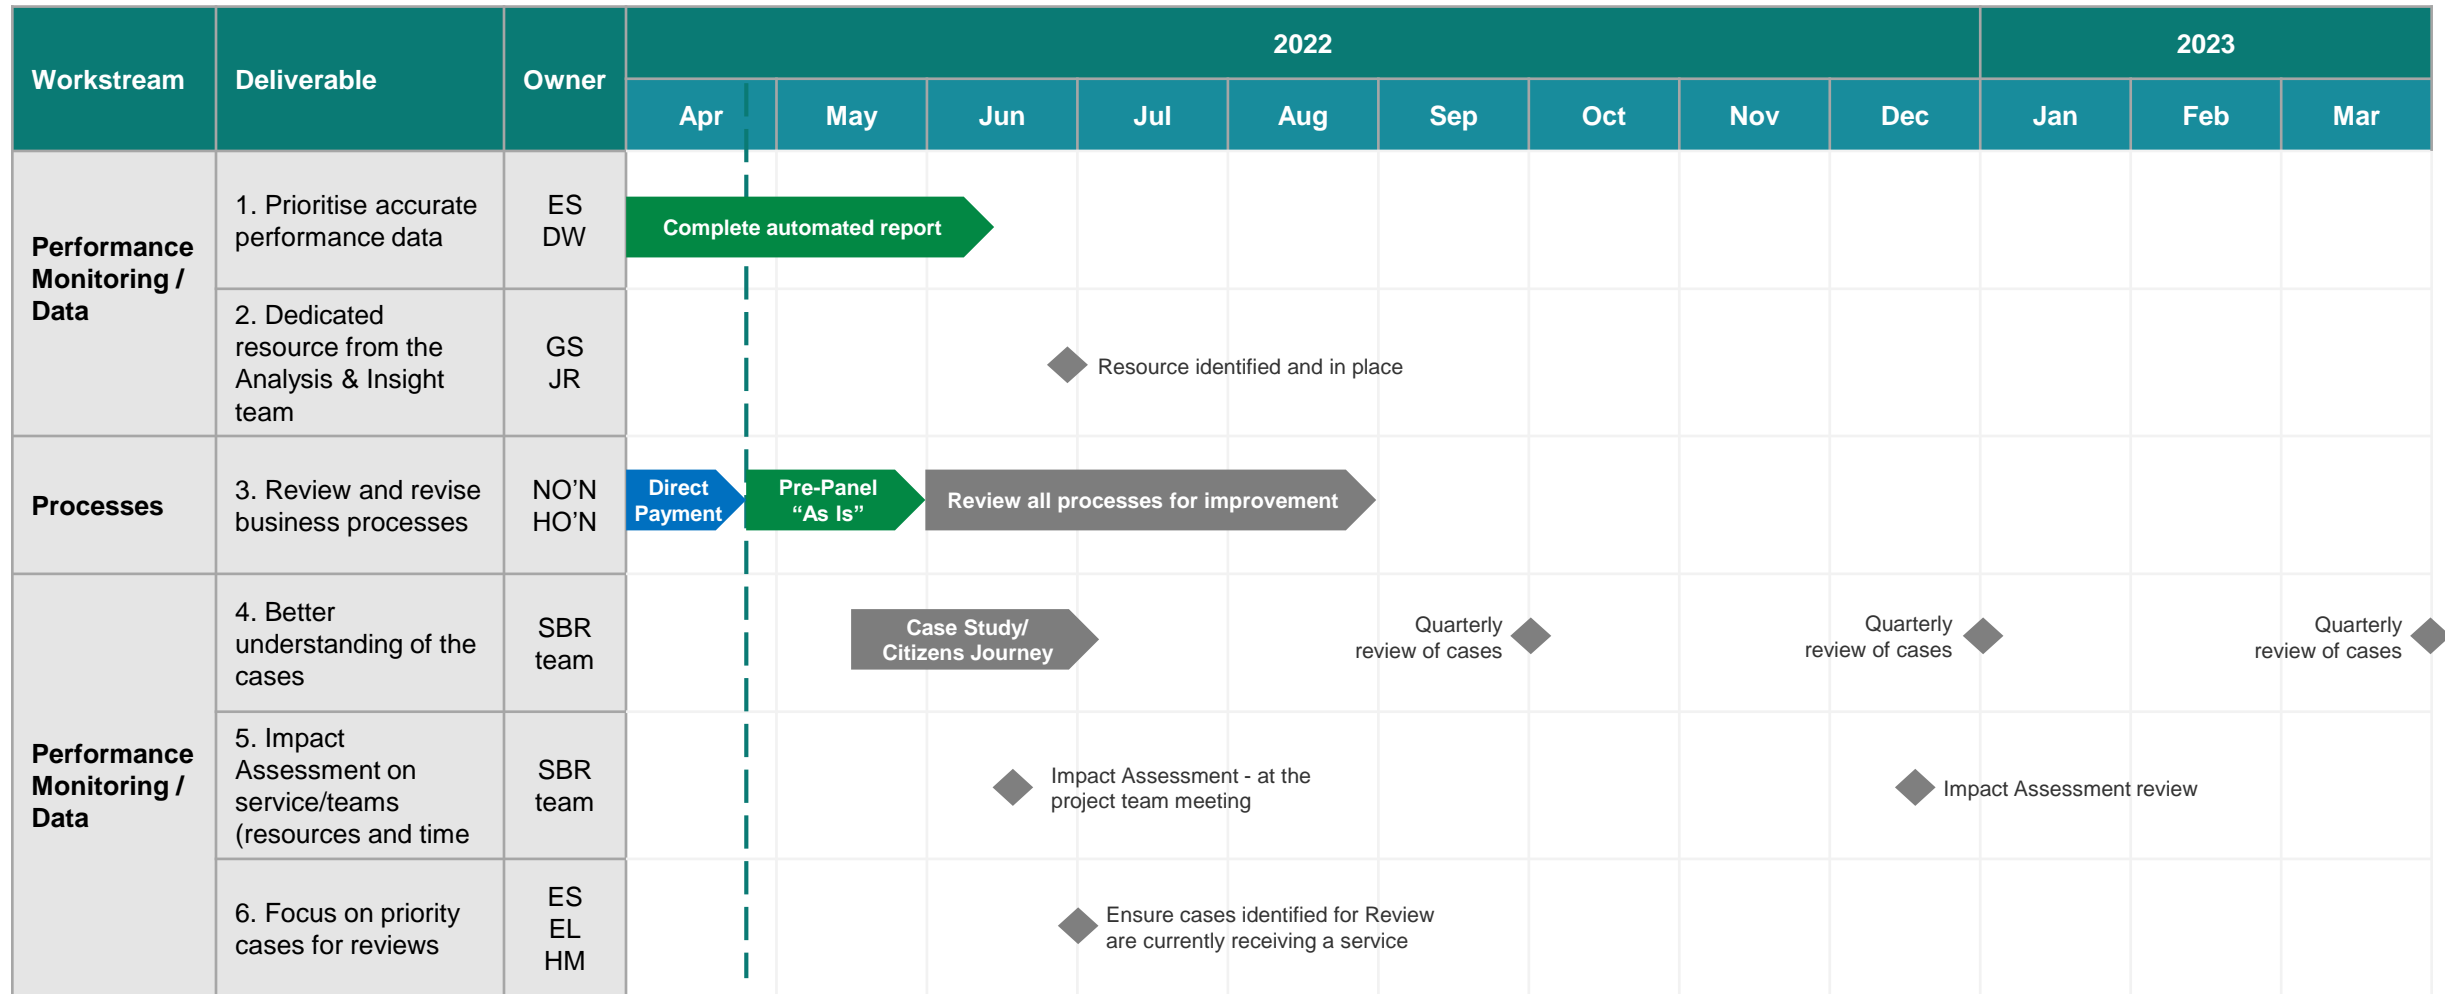 Workstream
Deliverable
Owner
2022
2023
Apr
May
Jun
Jul
Aug
Sep
Oct
Nov
Dec
Jan
Feb
Mar
Performance
Monitoring /
Data
1. Prioritise accurate
performance data
ES
DW
Complete automated report
2. Dedicated
resource from the
Analysis & Insight
team
GS
JR
Resource identified and in place
Processes
3. Review and revise
business processes
NO’N
HO’N
Direct
Payment
Pre-Panel
“As Is”
Review all processes for improvement
Performance
Monitoring /
Data
4. Better
understanding of the
cases
SBR
team
Case Study/
Citizens Journey
Quarterly
review of cases
Quarterly
review of cases
Quarterly
review of cases
5. Impact
Assessment on
service/teams
(resources and time
SBR
team
Impact Assessment - at the
project team meeting
Impact Assessment review
6. Focus on priority
cases for reviews
ES
EL
HM
Ensure cases identified for Review
are currently receiving a service